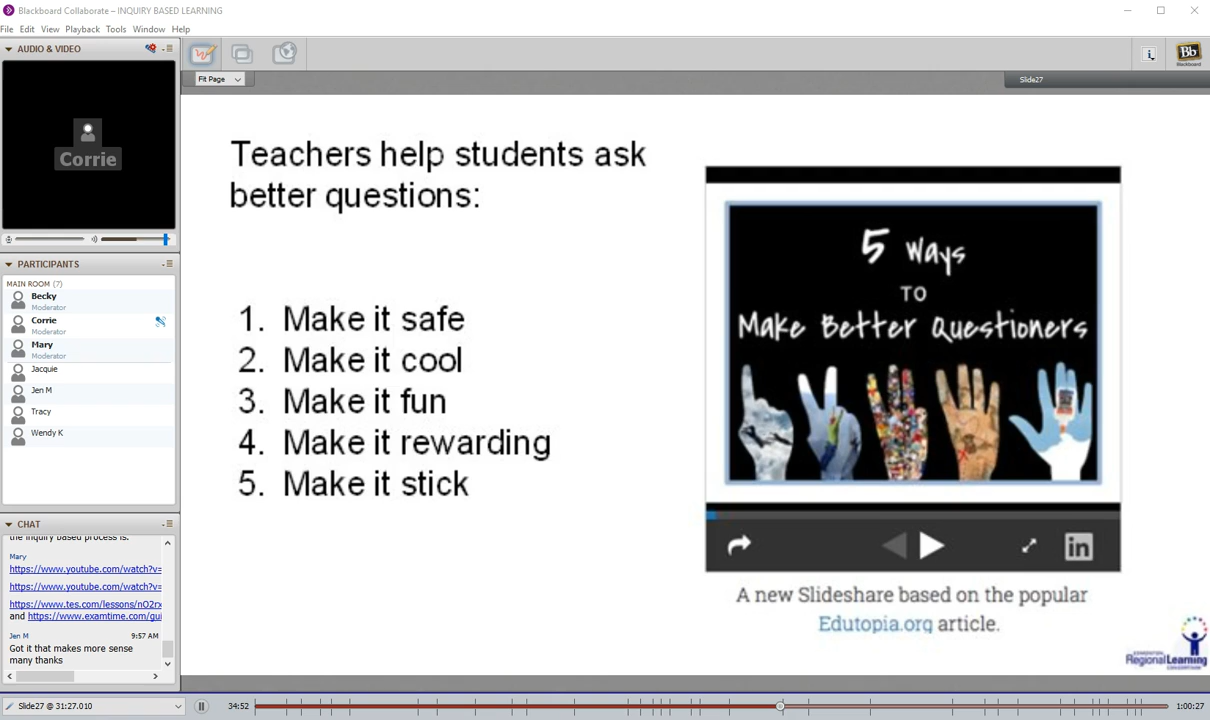 Blackboard Collaborate – INQUIRY BASED LEARNING
File Edit View Playback Tools Window Help
AUDIO & VIDEO
Fit Page
Slide27
Corrie
PARTICIPANTS
MAIN ROOM (7)
Becky
Moderator
Corrie
Moderator
Mary
Moderator
Jacquie
Jen M
Tracy
Wendy K
CHAT
the inquiry based process is.
Mary
https://www.youtube.com/watch?v=
https://www.youtube.com/watch?v=
https://www.tes.com/lessons/nO2rx
and https://www.examtime.com/gui
Jen M 9:57 AM
Got it that makes more sense
many thanks
Teachers help students ask
better questions:
1. Make it safe
2. Make it cool
3. Make it fun
4. Make it rewarding
5. Make it stick
5 Ways
TO
Make Better Questioners
in
A new Slideshare based on the popular
Edutopia.org article.
EDMONTON
Regional Learning
CONSORTIUM
Bb
Blackboard
Slide27 @ 31:27.010
34:52
1:00:27